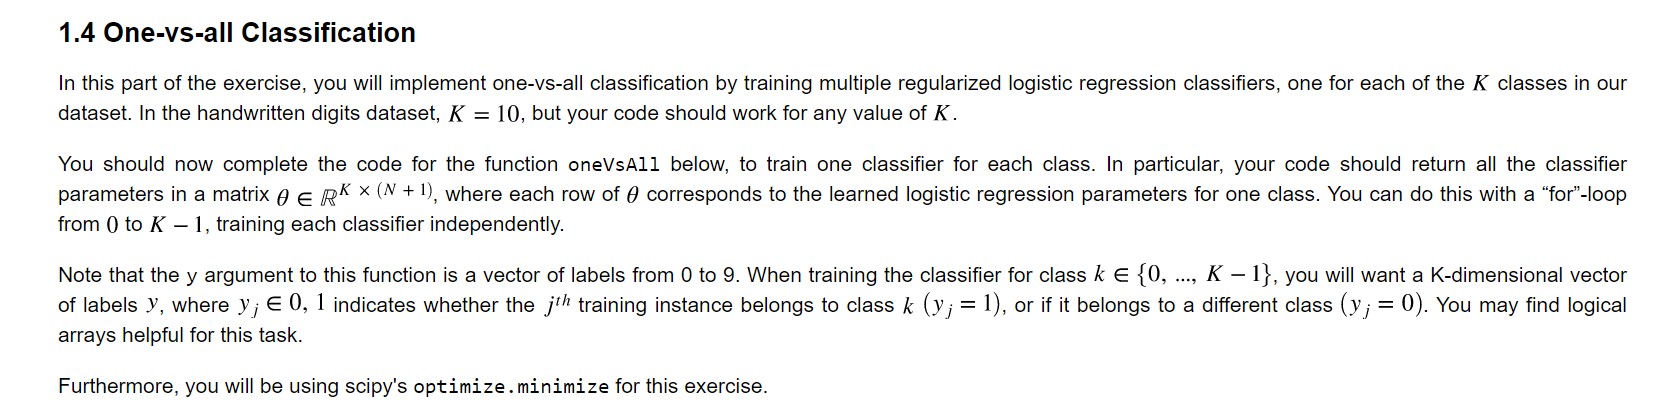 1.4 One-vs-all Classification
In this part of the exercise, you will implement one-vs-all classification by training multiple regularized logistic regression classifiers, one for each of the K classes in our
dataset. In the handwritten digits dataset, K = 10, but your code should work for any value of K.
You should now complete the code for the function oneVsAll below, to train one classifier for each class. In particular, your code should return all the classifier
parameters in a matrix θ ∈ ℝ^{K × (N + 1)}, where each row of θ corresponds to the learned logistic regression parameters for one class. You can do this with a “for”-loop
from 0 to K − 1, training each classifier independently.
Note that the y argument to this function is a vector of labels from 0 to 9. When training the classifier for class k ∈ {0, ..., K − 1}, you will want a K-dimensional vector
of labels y, where y_j ∈ 0, 1 indicates whether the j^{th} training instance belongs to class k (y_j = 1), or if it belongs to a different class (y_j = 0). You may find logical
arrays helpful for this task.
Furthermore, you will be using scipy's optimize.minimize for this exercise.